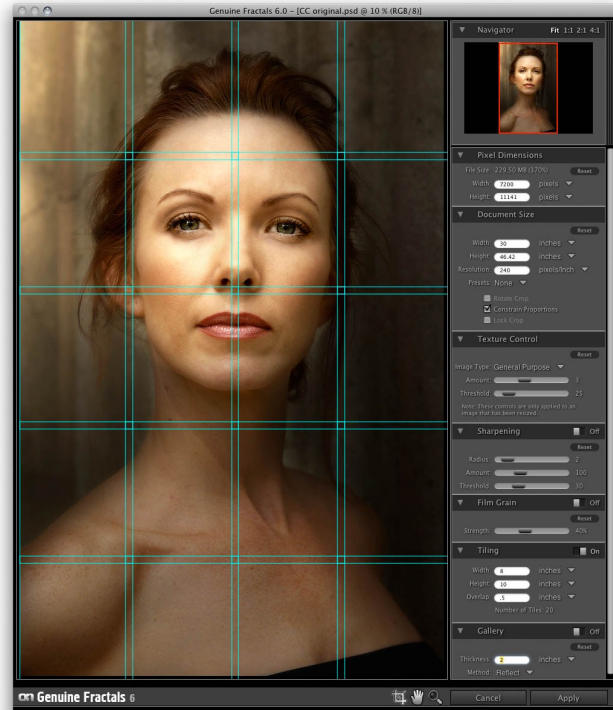 Genuine Fractals 6.0 - [CC original.psd @ 10 % (RGB/8)]
Navigator Fit 1:1 2:1 4:1
Pixel Dimensions
File Size: 229.50 MB (370%) Reset
Width: 7200 pixels
Height: 11141 pixels
Document Size
Reset
Width: 30 inches
Height: 46.42 inches
Resolution: 240 pixels/inch
Presets: None
Rotate Crop
Constrain Proportions
Lock Crop
Texture Control
Reset
Image Type: General Purpose
Amount: 3
Threshold: 25
Note: These controls are only applied to an
image that has been resized.
Sharpening Off
Reset
Radius: 2
Amount: 100
Threshold: 30
Film Grain Off
Reset
Strength: 40%
Tiling On
Width: 8 inches
Height: 10 inches
Overlap: .5 inches
Number of Tiles: 20
Gallery Off
Reset
Thickness: 2 inches
Method: Reflect
on Genuine Fractals 6 Cancel Apply